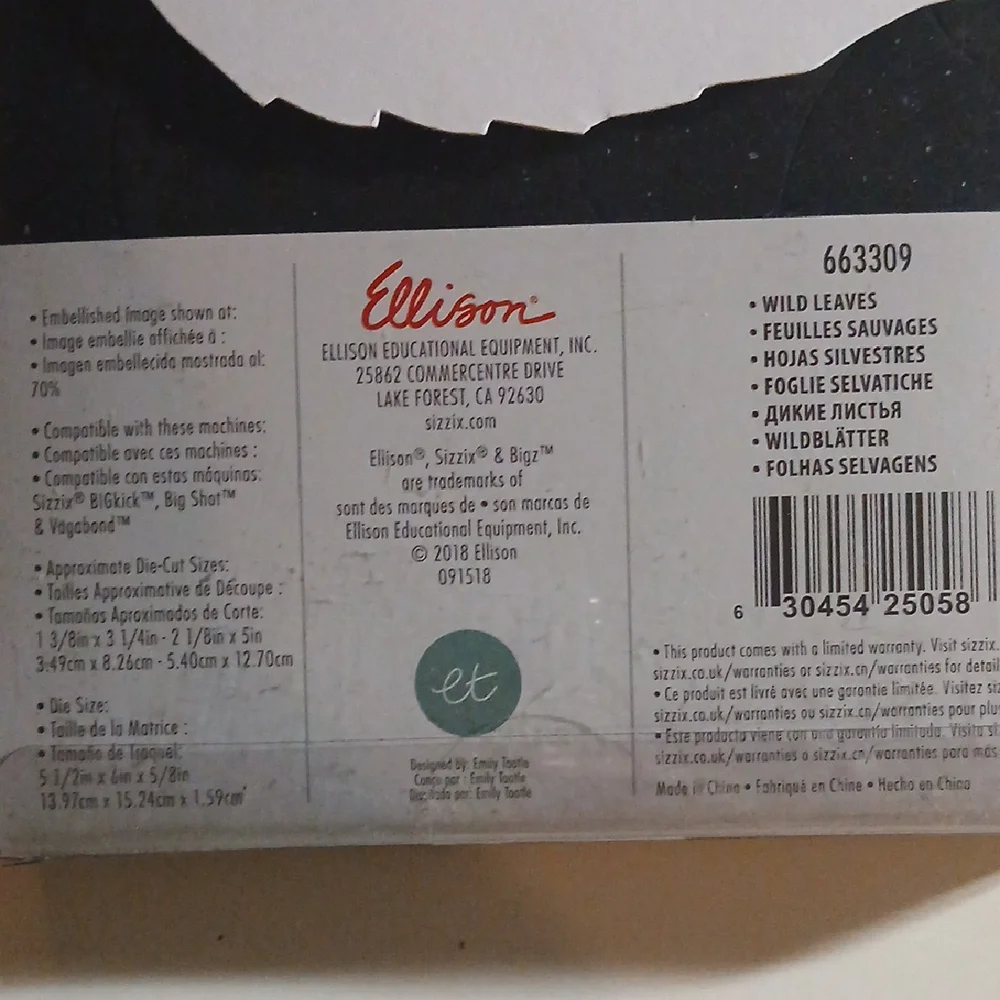 • Embellished image shown at:
• Image embellie affichée à :
• Imagen embellecida mostrada al:
70%
• Compatible with these machines:
• Compatible avec ces machines :
• Compatible con estas máquinas:
Sizzix® BIGkick™, Big Shot™
& Vagabond™
• Approximate Die-Cut Sizes:
• Tailles Approximative de Découpe :
• Tamaños Aproximados de Corte:
1 3/8in x 3 1/4in - 2 1/8in x 5in
3.49cm x 8.26cm - 5.40cm x 12.70cm
• Die Size:
• Taille de la Matrice :
• Tamaño de Troquel:
5 1/2in x 6in x 5/8in
13.97cm x 15.24cm x 1.59cm
Ellison®
ELLISON EDUCATIONAL EQUIPMENT, INC.
25862 COMMERCENTRE DRIVE
LAKE FOREST, CA 92630
sizzix.com
Ellison®, Sizzix® & Bigz™
are trademarks of
sont des marques de • son marcas de
Ellison Educational Equipment, Inc.
© 2018 Ellison
091518
et
Designed by: Emily Tootle
Conçu par : Emily Tootle
Diseñado por: Emily Tootle
663309
• WILD LEAVES
• FEUILLES SAUVAGES
• HOJAS SILVESTRES
• FOGLIE SELVATICHE
• ДИКИЕ ЛИСТЬЯ
• WILDBLÄTTER
• FOLHAS SELVAGENS
6 30454 25058
• This product comes with a limited warranty. Visit sizzix.
sizzix.co.uk/warranties or sizzix.cn/warranties for detail
• Ce produit est livré avec une garantie limitée. Visitez siz
sizzix.co.uk/warranties ou sizzix.cn/warranties pour plu
• Este producto viene con una garantía limitada. Visita si
sizzix.co.uk/warranties o sizzix.cn/warranties para más
Made in China • Fabriqué en Chine • Hecho en China